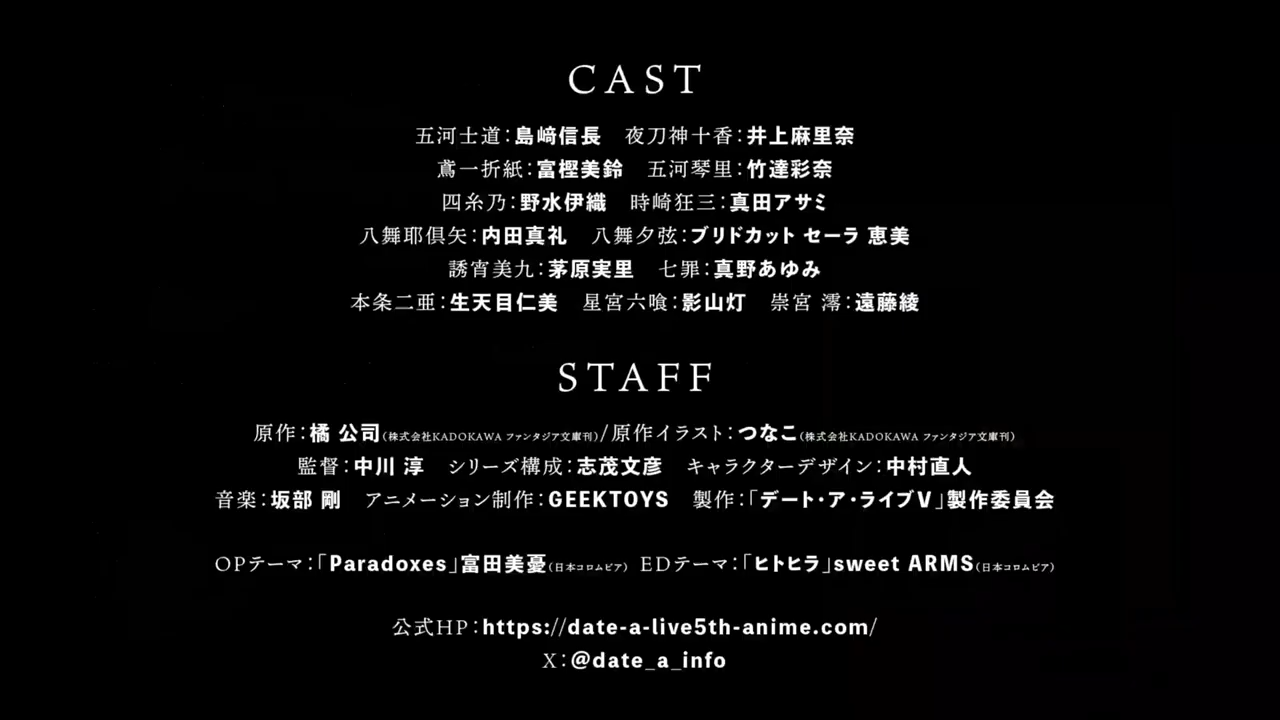 CAST
五河士道：島﨑信長　夜刀神十香：井上麻里奈
鳶一折紙：富樫美鈴　五河琴里：竹達彩奈
四糸乃：野水伊織　時崎狂三：真田アサミ
八舞耶倶矢：内田真礼　八舞夕弦：ブリドカット セーラ 恵美
誘宵美九：茅原実里　七罪：真野あゆみ
本条二亜：生天目仁美　星宮六喰：影山灯　崇宮 澪：遠藤綾
STAFF
原作：橘 公司（株式会社KADOKAWA ファンタジア文庫刊）/原作イラスト：つなこ（株式会社KADOKAWA ファンタジア文庫刊）
監督：中川 淳　シリーズ構成：志茂文彦　キャラクターデザイン：中村直人
音楽：坂部 剛　アニメーション制作：GEEKTOYS　製作：「デート・ア・ライブⅤ」製作委員会
OPテーマ：「Paradoxes」富田美憂（日本コロムビア） EDテーマ：「ヒトヒラ」sweet ARMS（日本コロムビア）
公式HP：https://date-a-live5th-anime.com/
X：@date_a_info